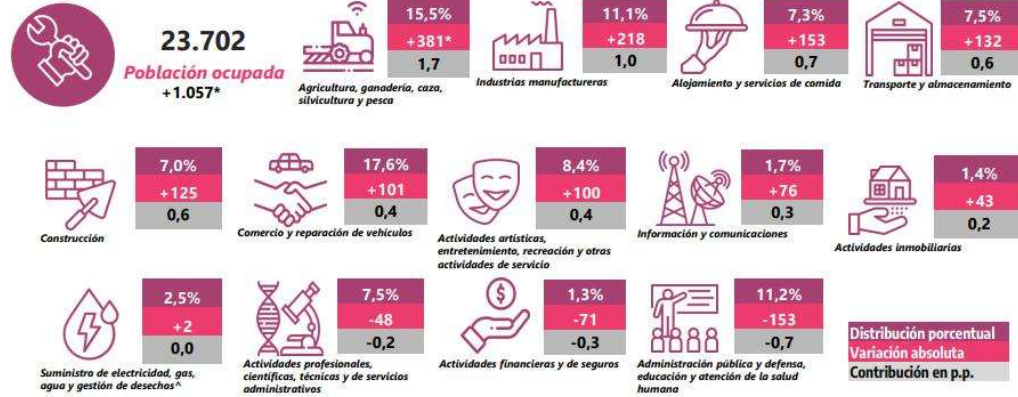 23.702
Población ocupada
+1.057*
15,5%
+381*
1,7
Agricultura, ganadería, caza,
silvicultura y pesca
11,1%
+218
1,0
Industrias manufactureras
7,3%
+153
0,7
Alojamiento y servicios de comida
7,5%
+132
0,6
Transporte y almacenamiento
7,0%
+125
0,6
Construcción
17,6%
+101
0,4
Comercio y reparación de vehículos
8,4%
+100
0,4
Actividades artísticas,
entretenimiento, recreación y otras
actividades de servicio
1,7%
+76
0,3
Información y comunicaciones
1,4%
+43
0,2
Actividades inmobiliarias
2,5%
+2
0,0
Suministro de electricidad, gas,
agua y gestión de desechos^
7,5%
-48
-0,2
Actividades profesionales,
científicas, técnicas y de servicios
administrativos
$
1,3%
-71
-0,3
Actividades financieras y de seguros
11,2%
-153
-0,7
Administración pública y defensa,
educación y atención de la salud
humana
Distribución porcentual
Variación absoluta
Contribución en p.p.